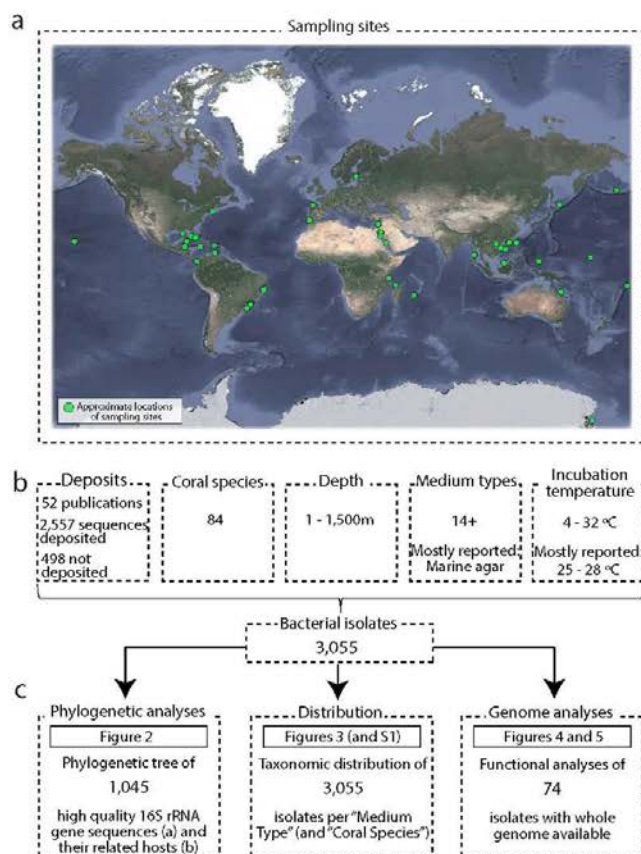 a
Sampling sites
Approximate locations
of sampling sites
b
Deposits
52 publications
2,557 sequences
deposited
498 not
deposited
Coral species
84
Depth
1 - 1,500m
Medium types
14+
Mostly reported:
Marine agar
Incubation
temperature
4 - 32 ºC
Mostly reported:
25 - 28 ºC
Bacterial isolates
3,055
c
Phylogenetic analyses
Figure 2
Phylogenetic tree of
1,045
high quality 16S rRNA
gene sequences (a) and
their related hosts (b)
Distribution
Figures 3 (and S1)
Taxonomic distribution of
3,055
isolates per "Medium
Type" (and "Coral Species")
Genome analyses
Figures 4 and 5
Functional analyses of
74
isolates with whole
genome available